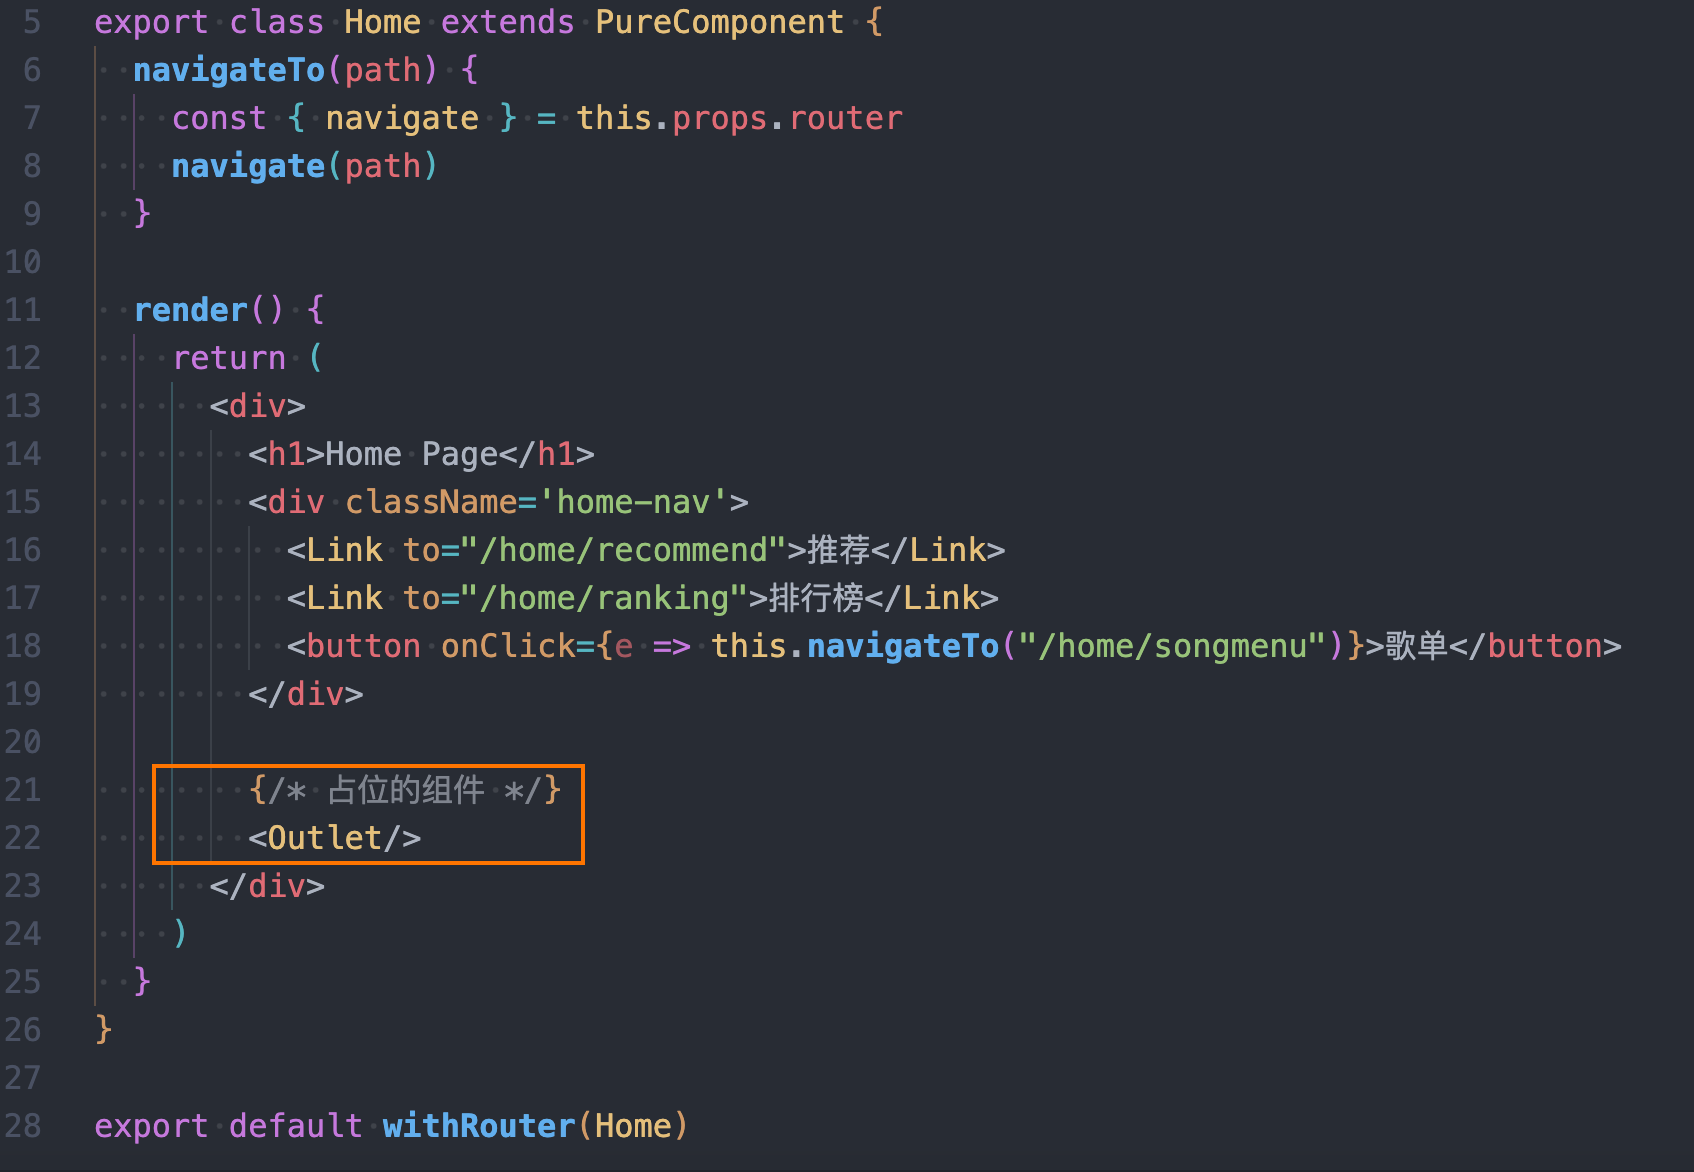 5 export class Home extends PureComponent {
6 navigateTo(path) {
7 const { navigate } = this.props.router
8 navigate(path)
9 }
10
11 render() {
12 return (
13 <div>
14 <h1>Home Page</h1>
15 <div className='home-nav'>
16 <Link to="/home/recommend">推荐</Link>
17 <Link to="/home/ranking">排行榜</Link>
18 <button onClick={e => this.navigateTo("/home/songmenu")}>歌单</button>
19 </div>
20
21 {/* 占位的组件 */}
22 <Outlet/>
23 </div>
24 )
25 }
26 }
27
28 export default withRouter(Home)